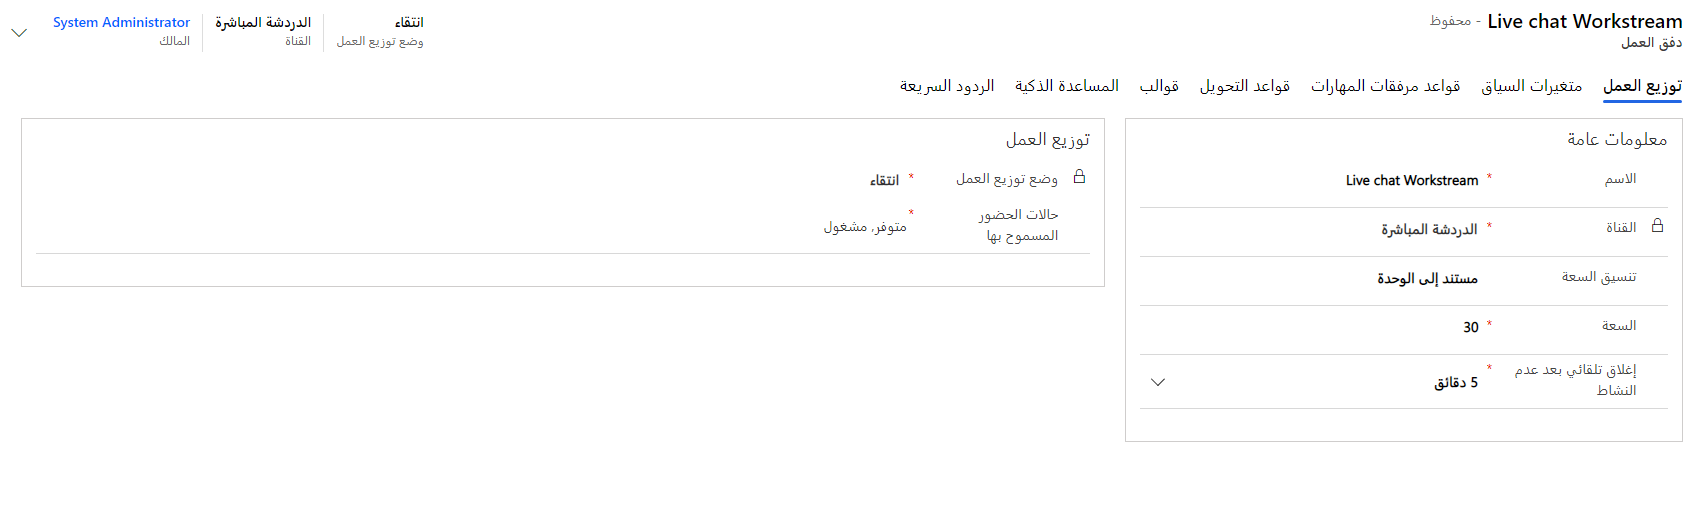 Live chat Workstream - محفوظ
دفق العمل
انتقاء
وضع توزيع العمل
الدردشة المباشرة
القناة
System Administrator
المالك
توزيع العمل
متغيرات السياق
قواعد مرفقات المهارات
قواعد التحويل
قوالب
المساعدة الذكية
الردود السريعة
معلومات عامة
الاسم * Live chat Workstream
القناة * الدردشة المباشرة
تنسيق السعة مستند إلى الوحدة
السعة * 30
إغلاق تلقائي بعد عدم
النشاط
* 5 دقائق
توزيع العمل
وضع توزيع العمل * انتقاء
حالات الحضور
المسموح بها
* متوفر, مشغول